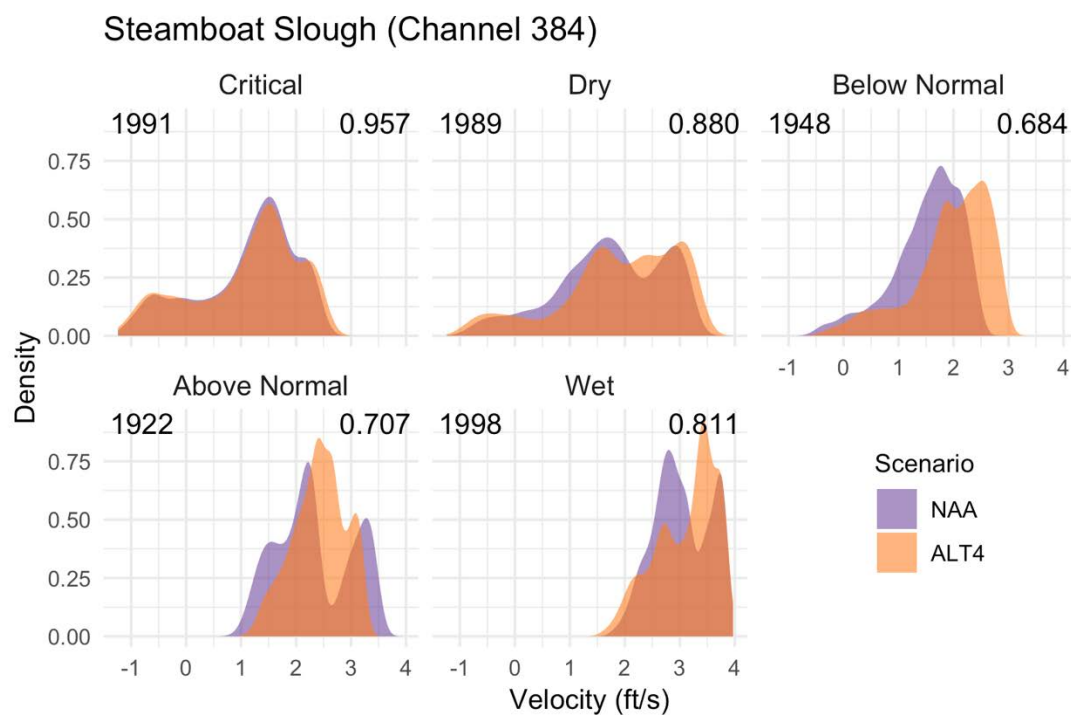 Steamboat Slough (Channel 384)
Critical
Dry
Below Normal
1991 0.957
1989 0.880
1948 0.684
0.75
0.50
0.25
0.00
-1 0 1 2 3 4
Density
Above Normal
Wet
1922 0.707
1998 0.811
0.75
0.50
0.25
0.00
-1 0 1 2 3 4
-1 0 1 2 3 4
Velocity (ft/s)
Scenario
NAA
ALT4